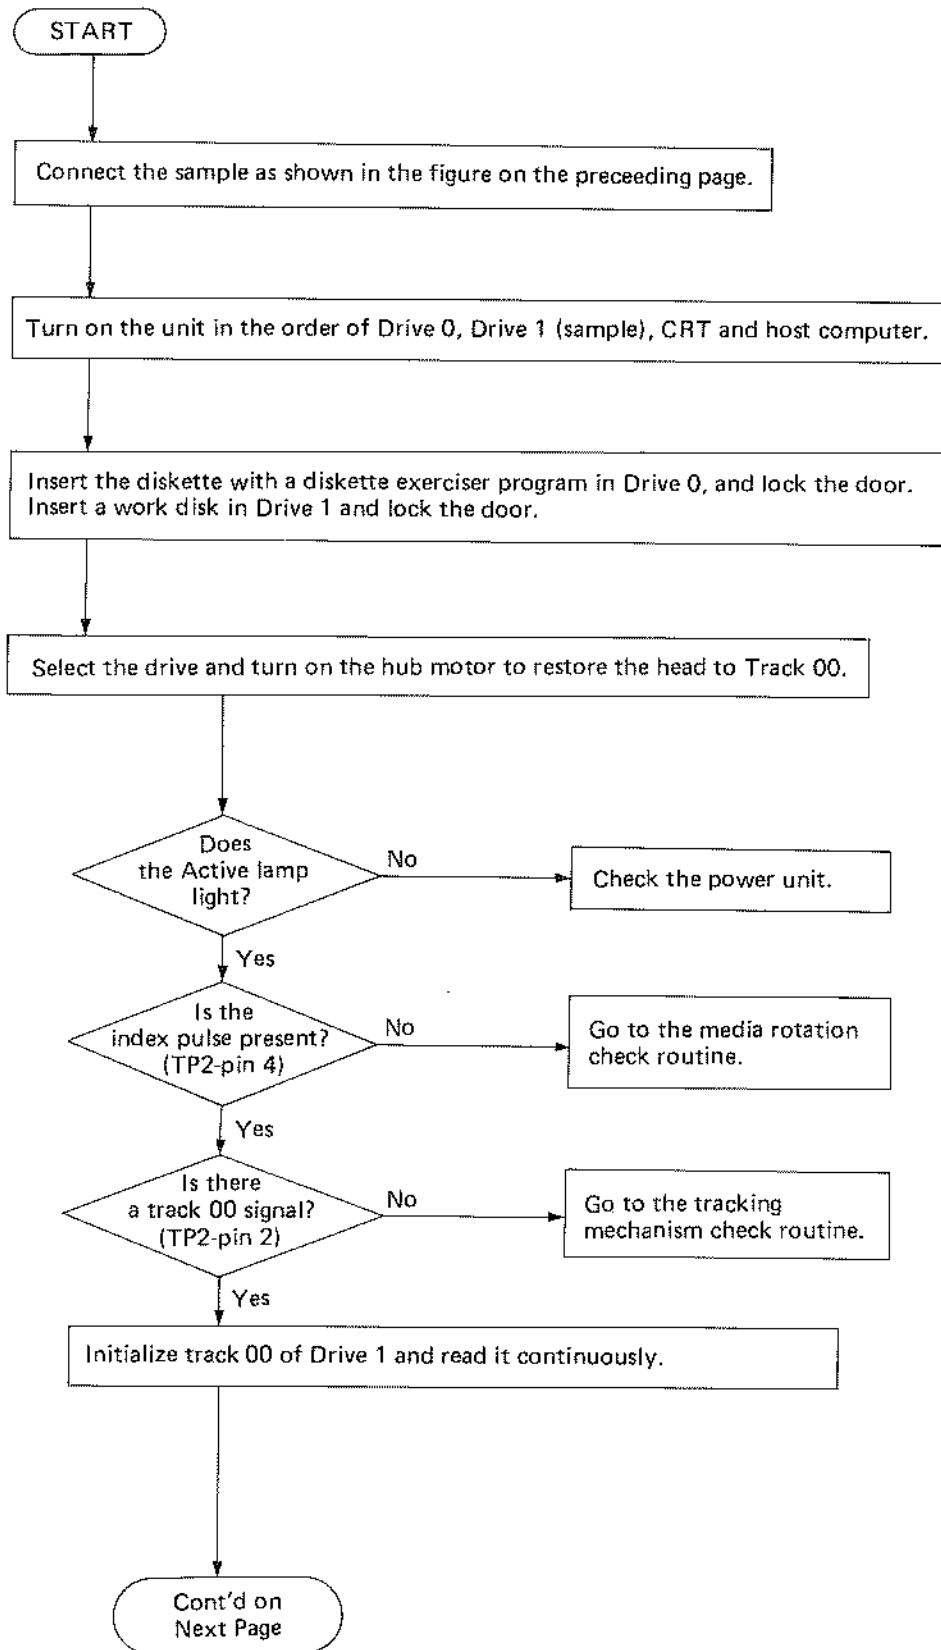 START
Connect the sample as shown in the figure on the preceeding page.
Turn on the unit in the order of Drive 0, Drive 1 (sample), CRT and host computer.
Insert the diskette with a diskette exerciser program in Drive 0, and lock the door.
Insert a work disk in Drive 1 and lock the door.
Select the drive and turn on the hub motor to restore the head to Track 00.
Does
the Active lamp
light?
No
Check the power unit.
Yes
Is the
index pulse present?
(TP2-pin 4)
No
Go to the media rotation
check routine.
Yes
Is there
a track 00 signal?
(TP2-pin 2)
No
Go to the tracking
mechanism check routine.
Yes
Initialize track 00 of Drive 1 and read it continuously.
Cont'd on
Next Page